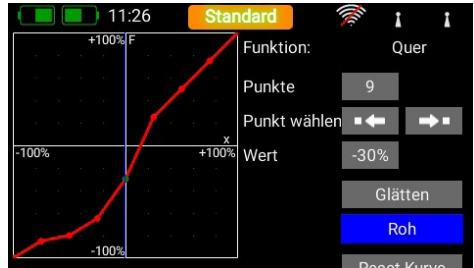 11:26 Standard
+100% F
Funktion: Quer
Punkte 9
Punkt wählen
x
-100% +100%
Wert -30%
Glätten
Roh
-100%
Reset Kurve